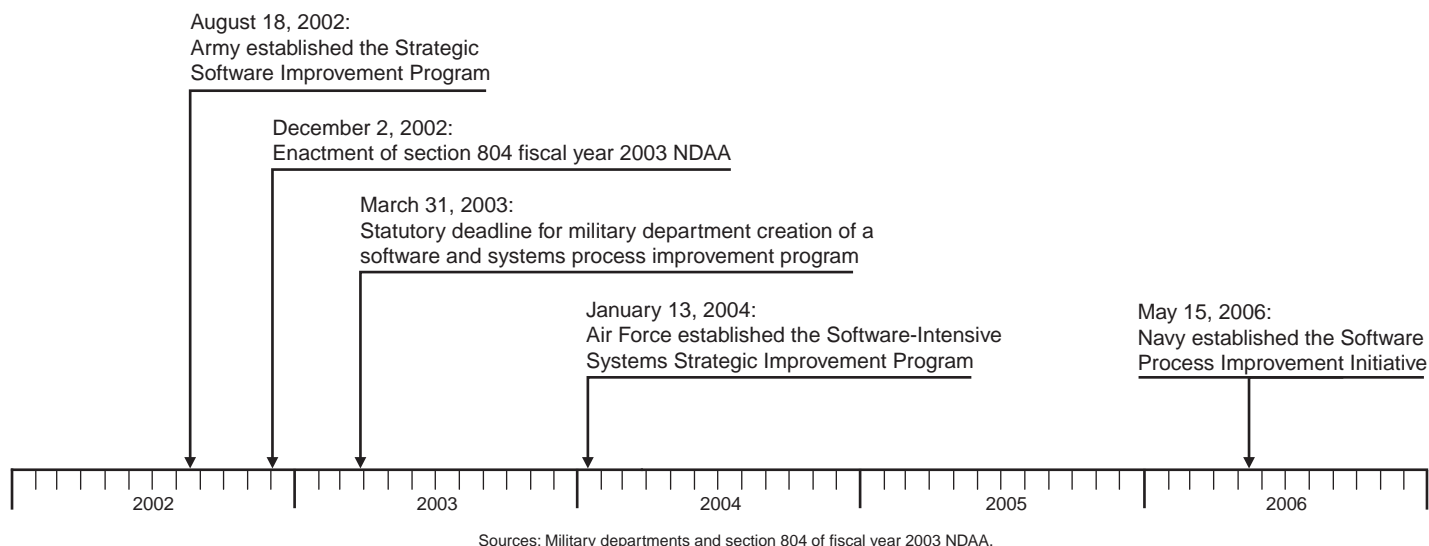 August 18, 2002:
Army established the Strategic
Software Improvement Program
December 2, 2002:
Enactment of section 804 fiscal year 2003 NDAA
March 31, 2003:
Statutory deadline for military department creation of a
software and systems process improvement program
January 13, 2004:
Air Force established the Software-Intensive
Systems Strategic Improvement Program
May 15, 2006:
Navy established the Software
Process Improvement Initiative
2002
2003
2004
2005
2006
Sources: Military departments and section 804 of fiscal year 2003 NDAA.